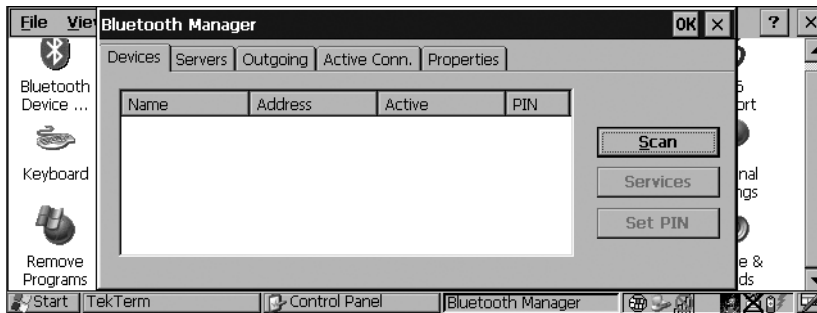 File View Bluetooth Manager OK × ? ×
Devices Servers Outgoing Active Conn. Properties
Bluetooth
Device ...
Name Address Active PIN
Scan
Keyboard
Services
Set PIN
Remove
Programs
Start TekTerm Control Panel Bluetooth Manager